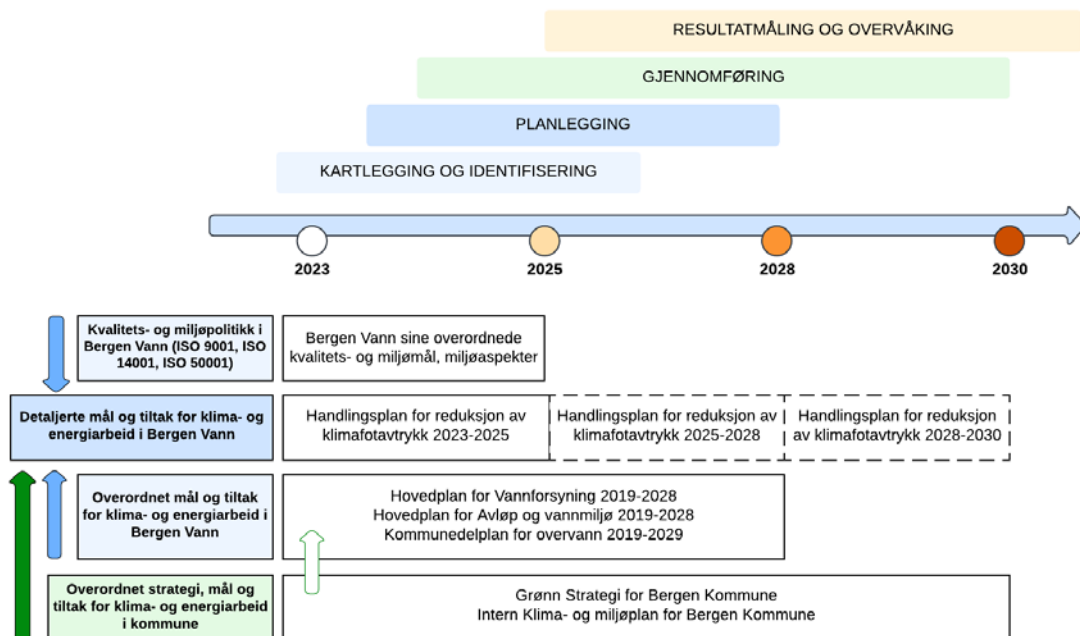 RESULTATMÅLING OG OVERVÅKING
GJENNOMFØRING
PLANLEGGING
KARTLEGGING OG IDENTIFISERING
2023
2025
2028
2030
Kvalitets- og miljøpolitikk i
Bergen Vann (ISO 9001, ISO
14001, ISO 50001)
Bergen Vann sine overordnede
kvalitets- og miljømål, miljøaspekter
Detaljerte mål og tiltak for klima- og
energiarbeid i Bergen Vann
Handlingsplan for reduksjon av
klimafotavtrykk 2023-2025
Handlingsplan for reduksjon av
klimafotavtrykk 2025-2028
Handlingsplan for reduksjon
av klimafotavtrykk 2028-2030
Overordnet mål og tiltak
for klima- og energiarbeid i
Bergen Vann
Hovedplan for Vannforsyning 2019-2028
Hovedplan for Avløp og vannmiljø 2019-2028
Kommunedelplan for overvann 2019-2029
Overordnet strategi, mål og
tiltak for klima- og energiarbeid
i kommune
Grønn Strategi for Bergen Kommune
Intern Klima- og miljøplan for Bergen Kommune